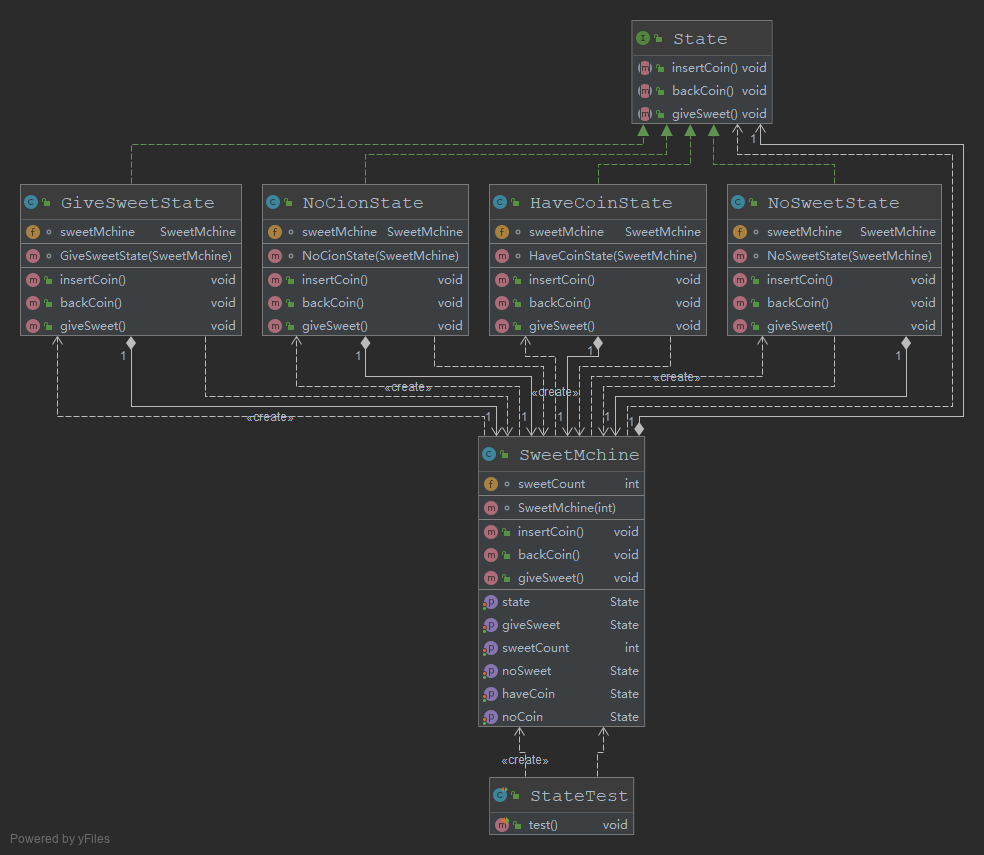 State
insertCoin() void
backCoin() void
giveSweet() void
1
GiveSweetState
sweetMchine SweetMchine
GiveSweetState(SweetMchine)
insertCoin() void
backCoin() void
giveSweet() void
NoCionState
sweetMchine SweetMchine
NoCionState(SweetMchine)
insertCoin() void
backCoin() void
giveSweet() void
HaveCoinState
sweetMchine SweetMchine
HaveCoinState(SweetMchine)
insertCoin() void
backCoin() void
giveSweet() void
NoSweetState
sweetMchine SweetMchine
NoSweetState(SweetMchine)
insertCoin() void
backCoin() void
giveSweet() void
1 1 1 1
«create» «create» «create» «create»
1 1 1 1 1
SweetMchine
sweetCount int
SweetMchine(int)
insertCoin() void
backCoin() void
giveSweet() void
state State
giveSweet State
sweetCount int
noSweet State
haveCoin State
noCoin State
«create»
StateTest
test() void
Powered by yFiles